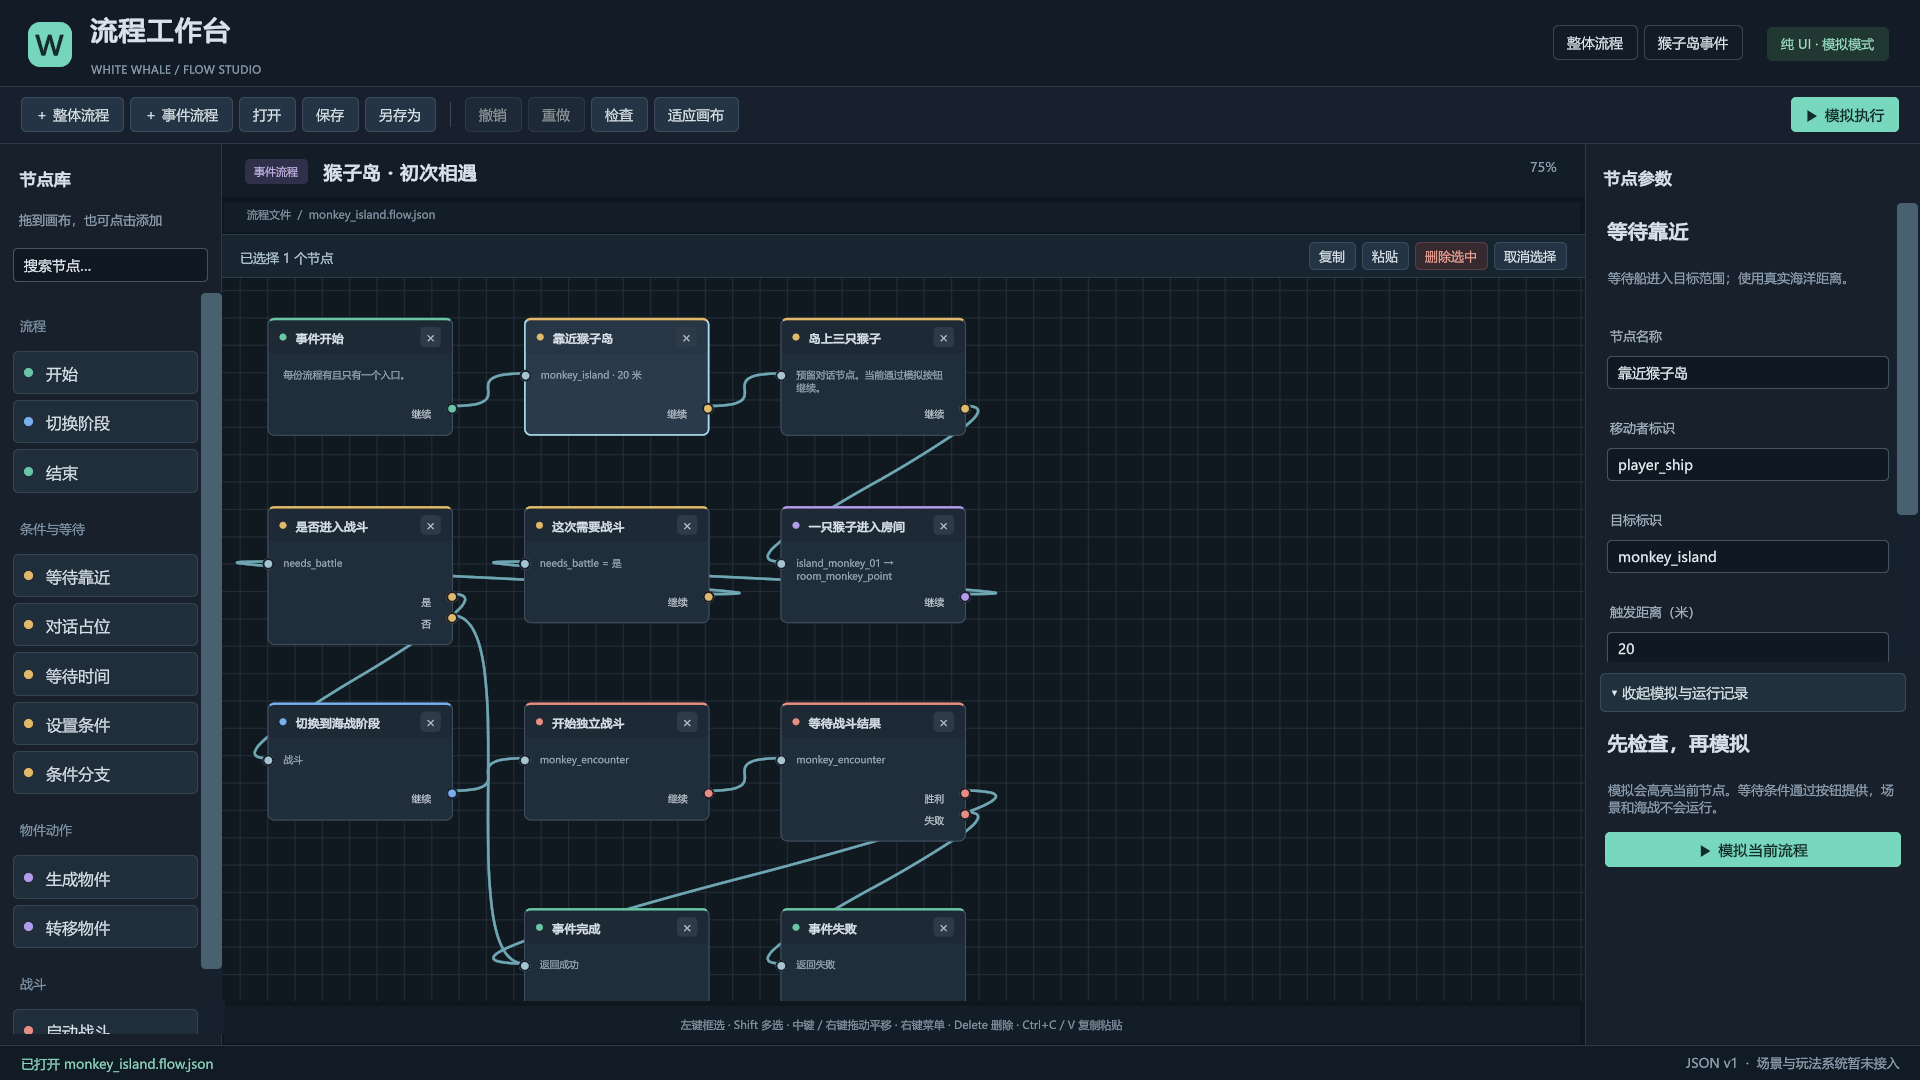 W
流程工作台
WHITE WHALE / FLOW STUDIO
整体流程
猴子岛事件
纯 UI · 模拟模式
+ 整体流程
+ 事件流程
打开
保存
另存为
撤销
重做
检查
适应画布
▶ 模拟执行
节点库
拖到画布，也可点击添加
搜索节点...
流程
开始
切换阶段
结束
条件与等待
等待靠近
对话占位
等待时间
设置条件
条件分支
物件动作
生成物件
转移物件
战斗
启动战斗
事件流程
猴子岛 · 初次相遇
75%
流程文件 / monkey_island.flow.json
已选择 1 个节点
复制
粘贴
删除选中
取消选择
事件开始 ×
每份流程有且只有一个入口。
继续
靠近猴子岛 ×
monkey_island · 20 米
继续
岛上三只猴子 ×
预留对话节点。当前通过模拟按钮
继续。
继续
是否进入战斗 ×
needs_battle
是
否
这次需要战斗 ×
needs_battle = 是
继续
一只猴子进入房间 ×
island_monkey_01 →
room_monkey_point
继续
切换到海战阶段 ×
战斗
继续
开始独立战斗 ×
monkey_encounter
继续
等待战斗结果 ×
monkey_encounter
胜利
失败
事件完成 ×
返回成功
事件失败 ×
返回失败
左键框选 · Shift 多选 · 中键 / 右键拖动平移 · 右键菜单 · Delete 删除 · Ctrl+C / V 复制粘贴
节点参数
等待靠近
等待船进入目标范围；使用真实海洋距离。
节点名称
靠近猴子岛
移动者标识
player_ship
目标标识
monkey_island
触发距离（米）
20
▾ 收起模拟与运行记录
先检查，再模拟
模拟会高亮当前节点。等待条件通过按钮提供，场
景和海战不会运行。
▶ 模拟当前流程
已打开 monkey_island.flow.json
JSON v1 · 场景与玩法系统暂未接入